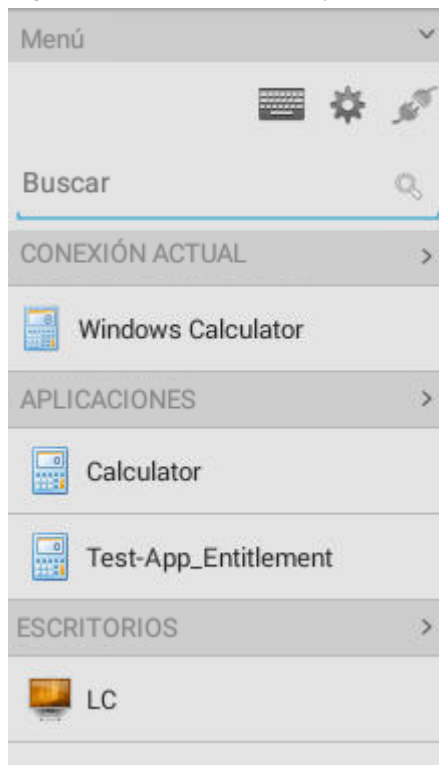 Menú
Buscar
CONEXIÓN ACTUAL
Windows Calculator
APLICACIONES
Calculator
Test-App_Entitlement
ESCRITORIOS
LC